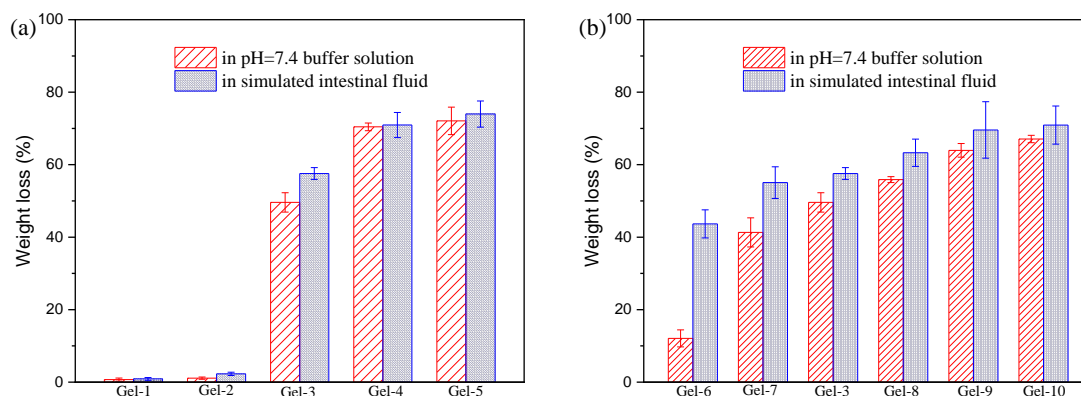 (a)
100
80
60
40
20
0
Weight loss (%)
in pH=7.4 buffer solution
in simulated intestinal fluid
Gel-1 Gel-2 Gel-3 Gel-4 Gel-5
(b)
100
80
60
40
20
0
Weight loss (%)
in pH=7.4 buffer solution
in simulated intestinal fluid
Gel-6 Gel-7 Gel-3 Gel-8 Gel-9 Gel-10